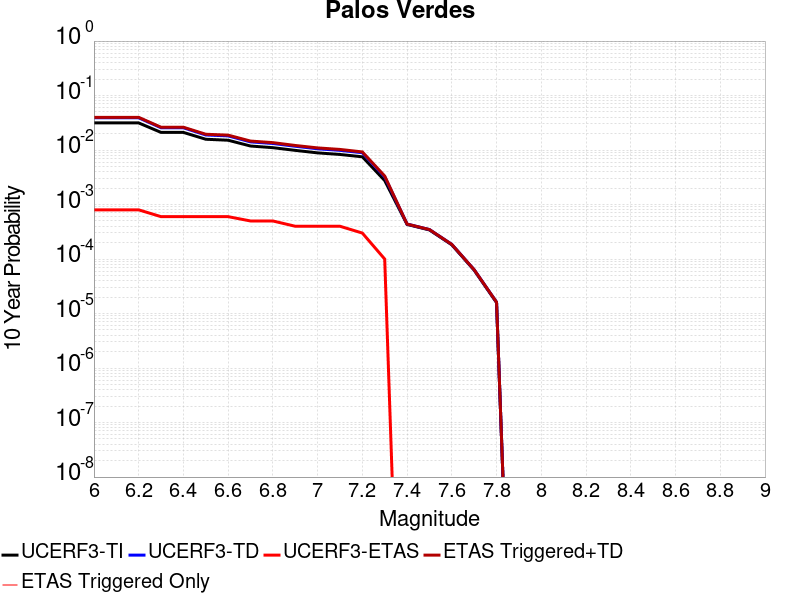 Palos Verdes
10^0
10^-1
10^-2
10^-3
10^-4
10^-5
10^-6
10^-7
10^-8
10 Year Probability
6 6.2 6.4 6.6 6.8 7 7.2 7.4 7.6 7.8 8 8.2 8.4 8.6 8.8 9
Magnitude
UCERF3-TI UCERF3-TD UCERF3-ETAS ETAS Triggered+TD
ETAS Triggered Only